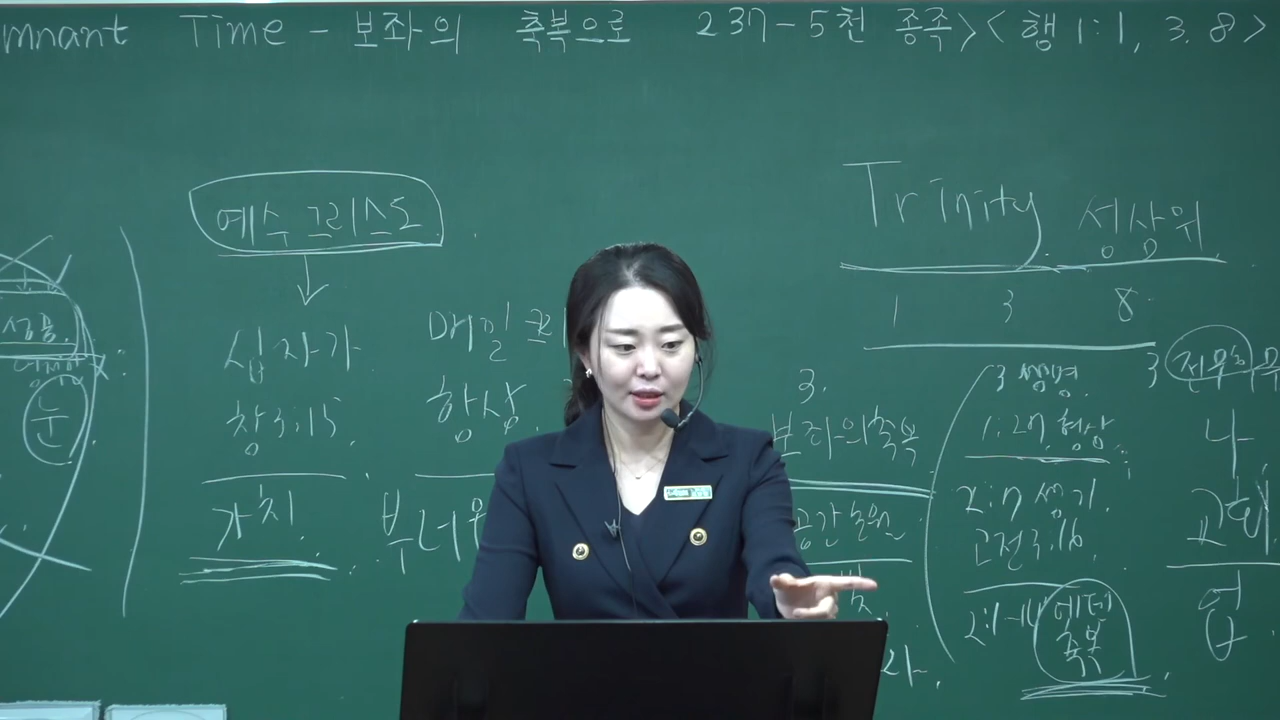 mnant Time - 보좌의 축복으로 237-5천 종족> <행 1:1, 3. 8>
예수 그리스도
↓
십자가
창 3:15
가치
매일
항상
Trinity 성삼위
1 3 8
3.
보좌의축복
공간초월
빛
3 생명
1:27 형상
2:7 생기
고전 3:16
2:1-14
에덴
축복
3
나
교회
업
눈